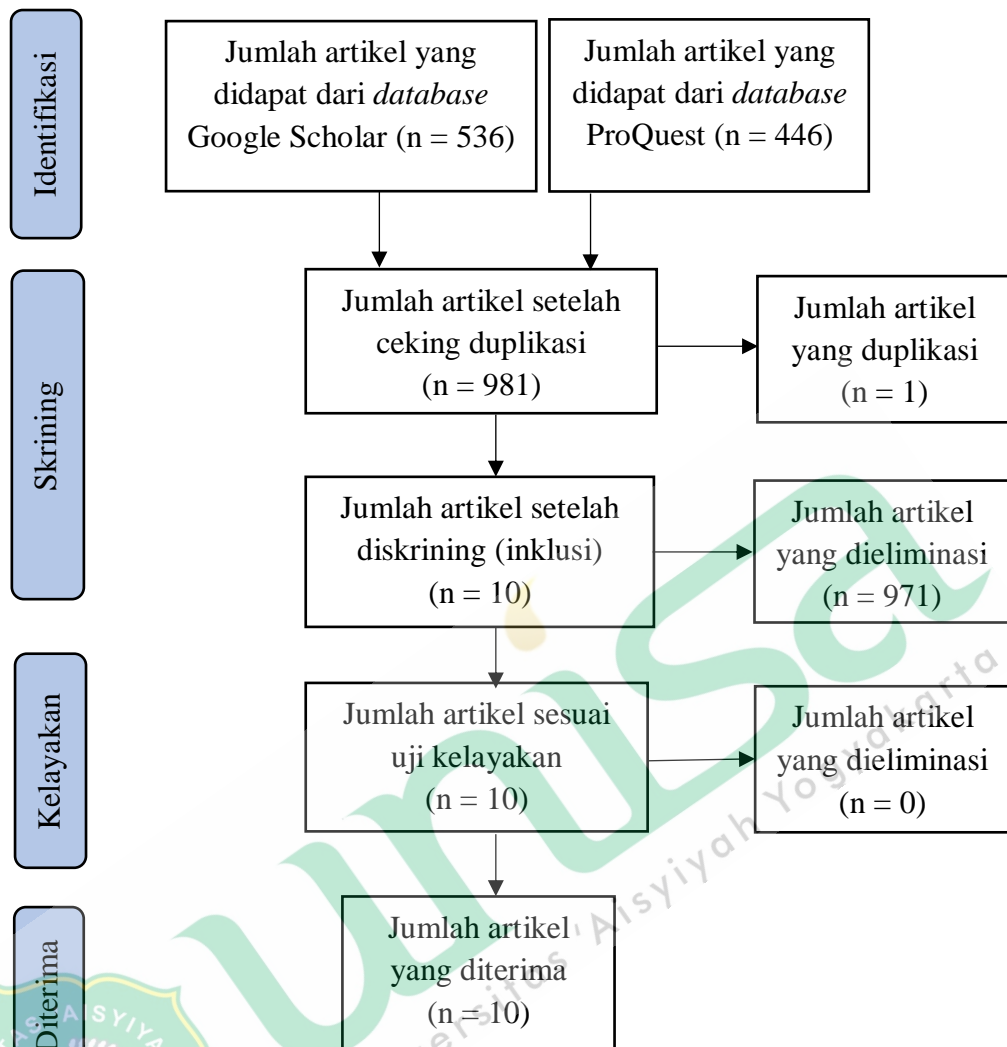 Identifikasi
Jumlah artikel yang
didapat dari database
Google Scholar (n = 536)
Jumlah artikel yang
didapat dari database
ProQuest (n = 446)
Skrining
Jumlah artikel setelah
ceking duplikasi
(n = 981)
Jumlah artikel
yang duplikasi
(n = 1)
Jumlah artikel setelah
diskrining (inklusi)
(n = 10)
Jumlah artikel
yang dieliminasi
(n = 971)
Kelayakan
Jumlah artikel sesuai
uji kelayakan
(n = 10)
Jumlah artikel
yang dieliminasi
(n = 0)
Diterima
Jumlah artikel
yang diterima
(n = 10)
unisa
'Aisyiyah Yogyakarta